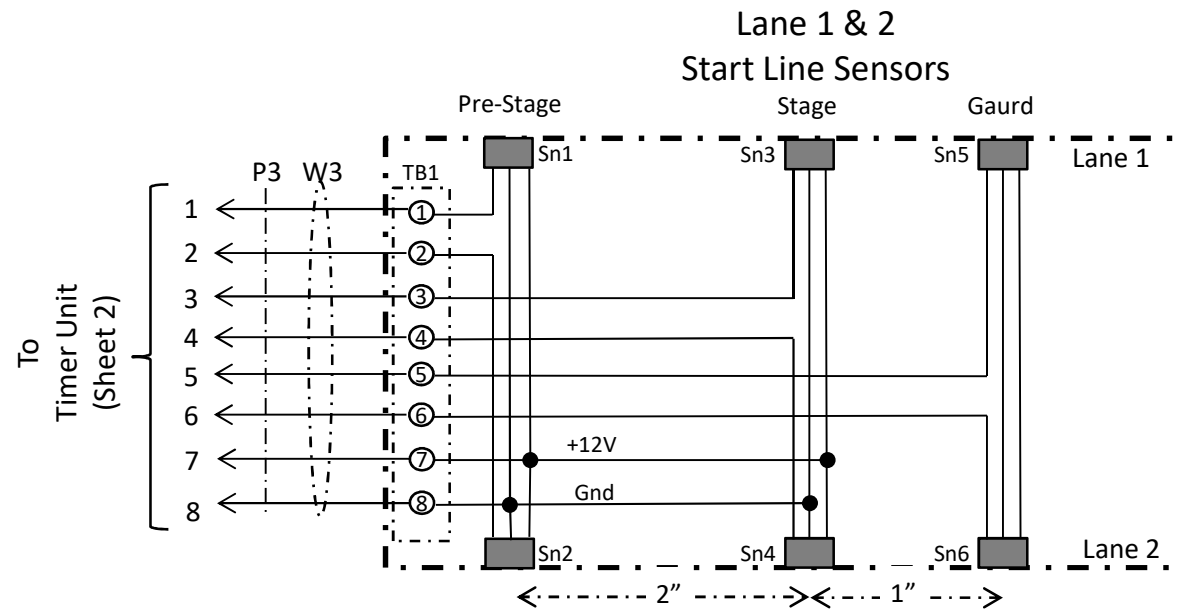 Lane 1 & 2
Start Line Sensors
Pre-Stage
Stage
Gaurd
Sn1
Sn3
Sn5
Lane 1
P3
W3
TB1
To
Timer Unit
(Sheet 2)
1
1
2
2
3
3
4
4
5
5
6
6
7
7
+12V
8
8
Gnd
Sn2
Sn4
Sn6
Lane 2
2”
1”